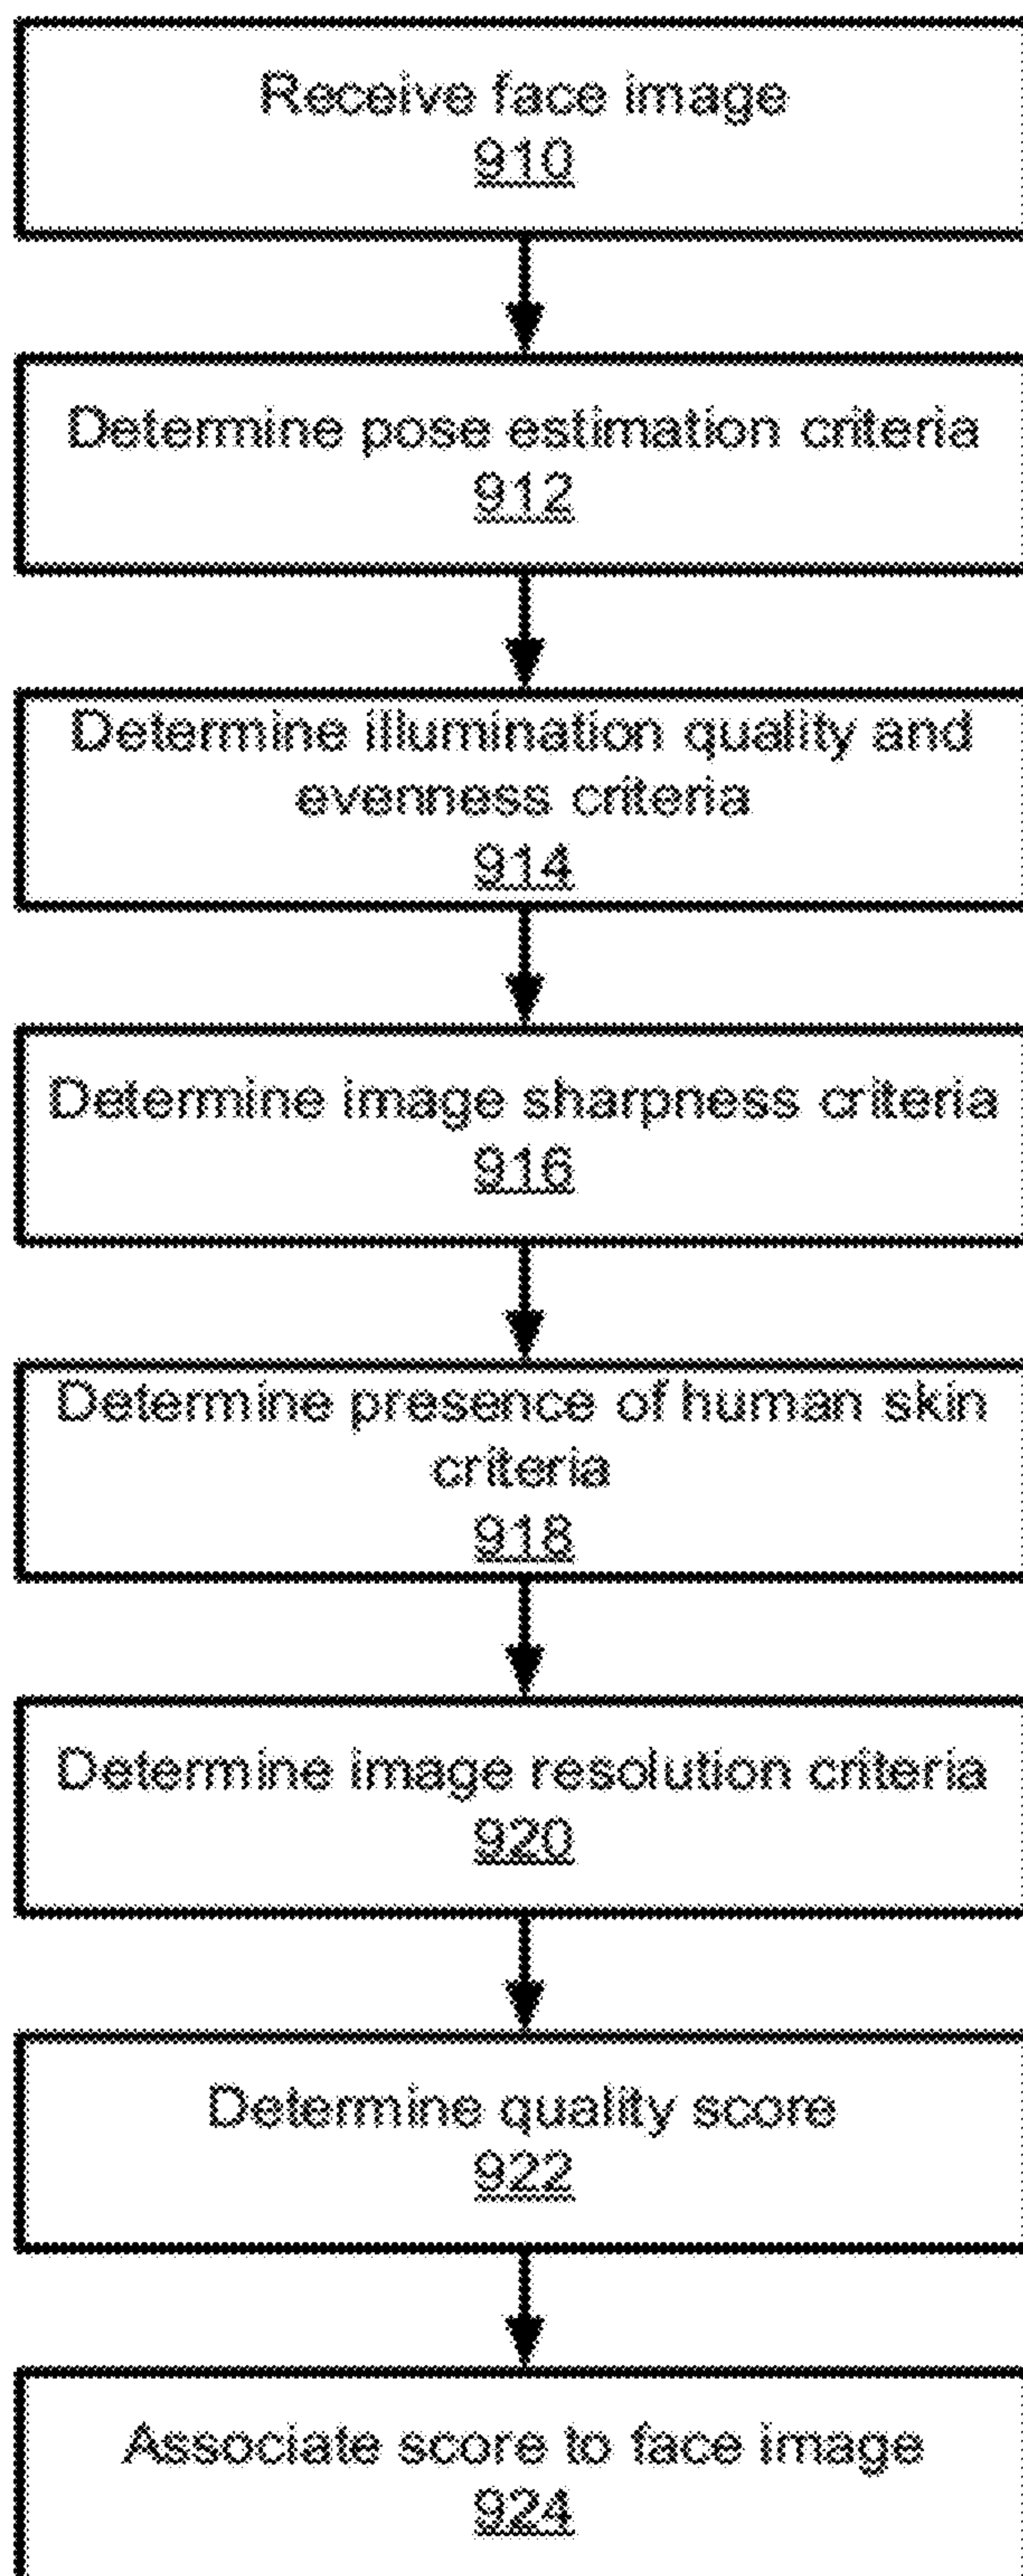 Receive face image
910
Determine pose estimation criteria
912
Determine illumination quality and
evenness criteria
914
Determine image sharpness criteria
916
Determine presence of human skin
criteria
918
Determine image resolution criteria
920
Determine quality score
922
Associate score to face image
924